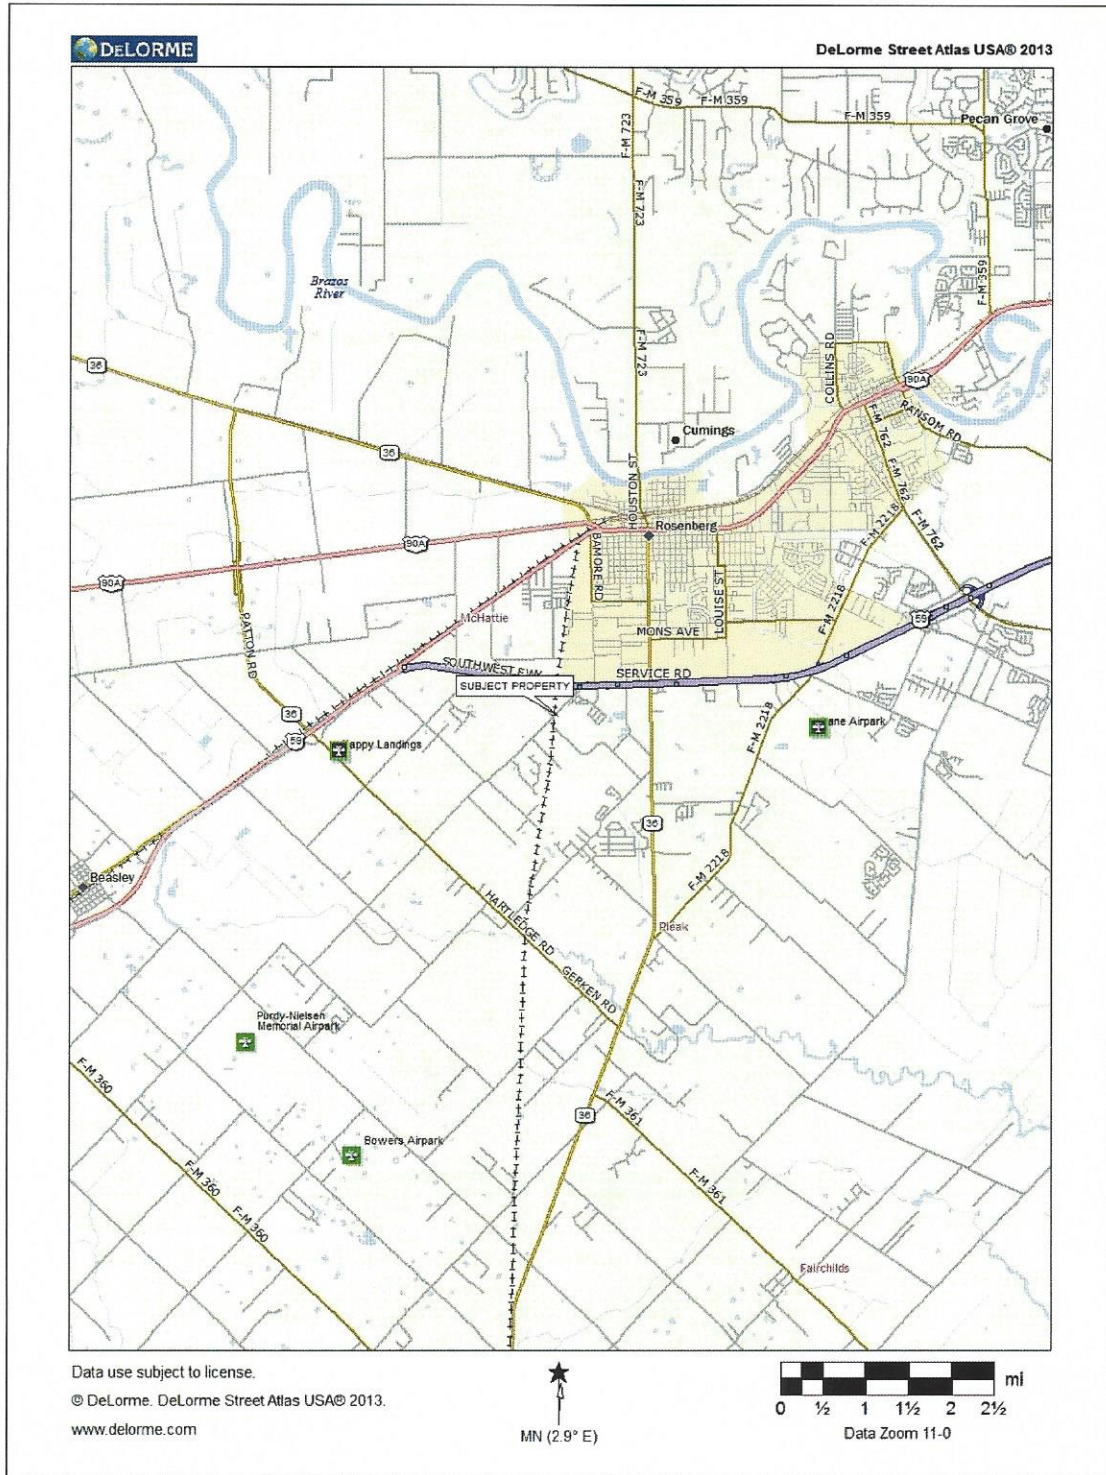 DELORME
DeLorme Street Atlas USA® 2013
F-M 359
F-M 359
F-M 359
Pecan Grove
F-M 723
F-M 723
F-M 359
Brazos
River
F-M 723
COLLINS RD
36
90A
RANSOM RD
F-M 762
Cumings
36
HOUSTON ST
F-M 762
F-M 2218
F-M 762
Rosenberg
90A
90A
BAMORE RD
LOUISE ST
F-M 2218
59
McHattie
MONS AVE
PATTON RD
SOUTHWEST FWY
SERVICE RD
SUBJECT PROPERTY
36
59
appy Landings
F-M 2218
ane Airpark
36
F-M 2218
Beasley
HARTLEDGE RD
Pleak
GERKEN RD
Purdy-Nielsen
Memorial Airpark
F-M 360
36
F-M 361
Bowers Airpark
F-M 360
F-M 361
F-M 360
Fairchilds
Data use subject to license.
© DeLorme. DeLorme Street Atlas USA® 2013.
www.delorme.com
MN (2.9° E)
mi
0 ½ 1 1½ 2 2½
Data Zoom 11-0